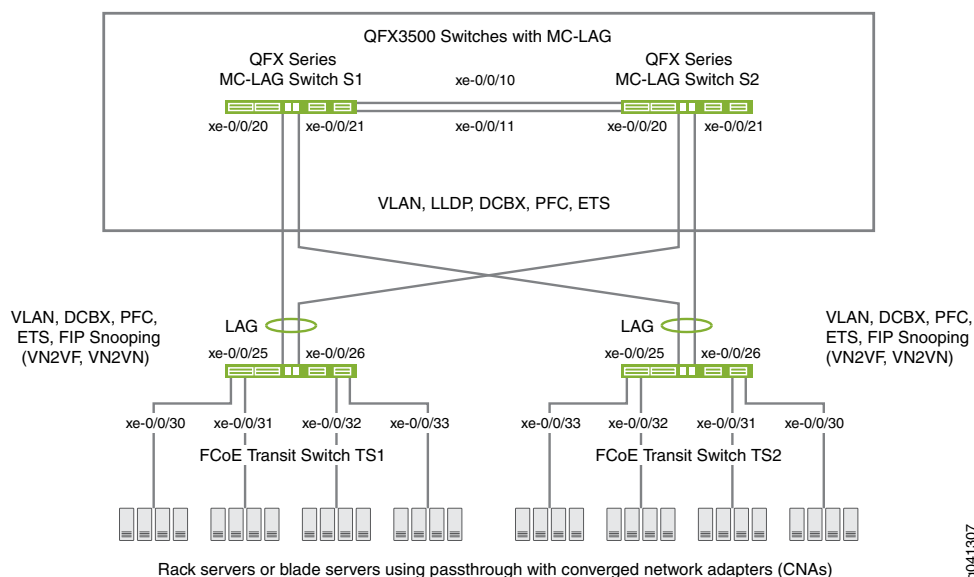 QFX3500 Switches with MC-LAG
QFX Series
MC-LAG Switch S1
xe-0/0/10
QFX Series
MC-LAG Switch S2
xe-0/0/20
xe-0/0/21
xe-0/0/11
xe-0/0/20
xe-0/0/21
VLAN, LLDP, DCBX, PFC, ETS
VLAN, DCBX, PFC,
ETS, FIP Snooping
(VN2VF, VN2VN)
LAG
LAG
VLAN, DCBX, PFC,
ETS, FIP Snooping
(VN2VF, VN2VN)
xe-0/0/25
xe-0/0/26
xe-0/0/25
xe-0/0/26
xe-0/0/30
xe-0/0/31
xe-0/0/32
xe-0/0/33
xe-0/0/33
xe-0/0/32
xe-0/0/31
xe-0/0/30
FCoE Transit Switch TS1
FCoE Transit Switch TS2
Rack servers or blade servers using passthrough with converged network adapters (CNAs)